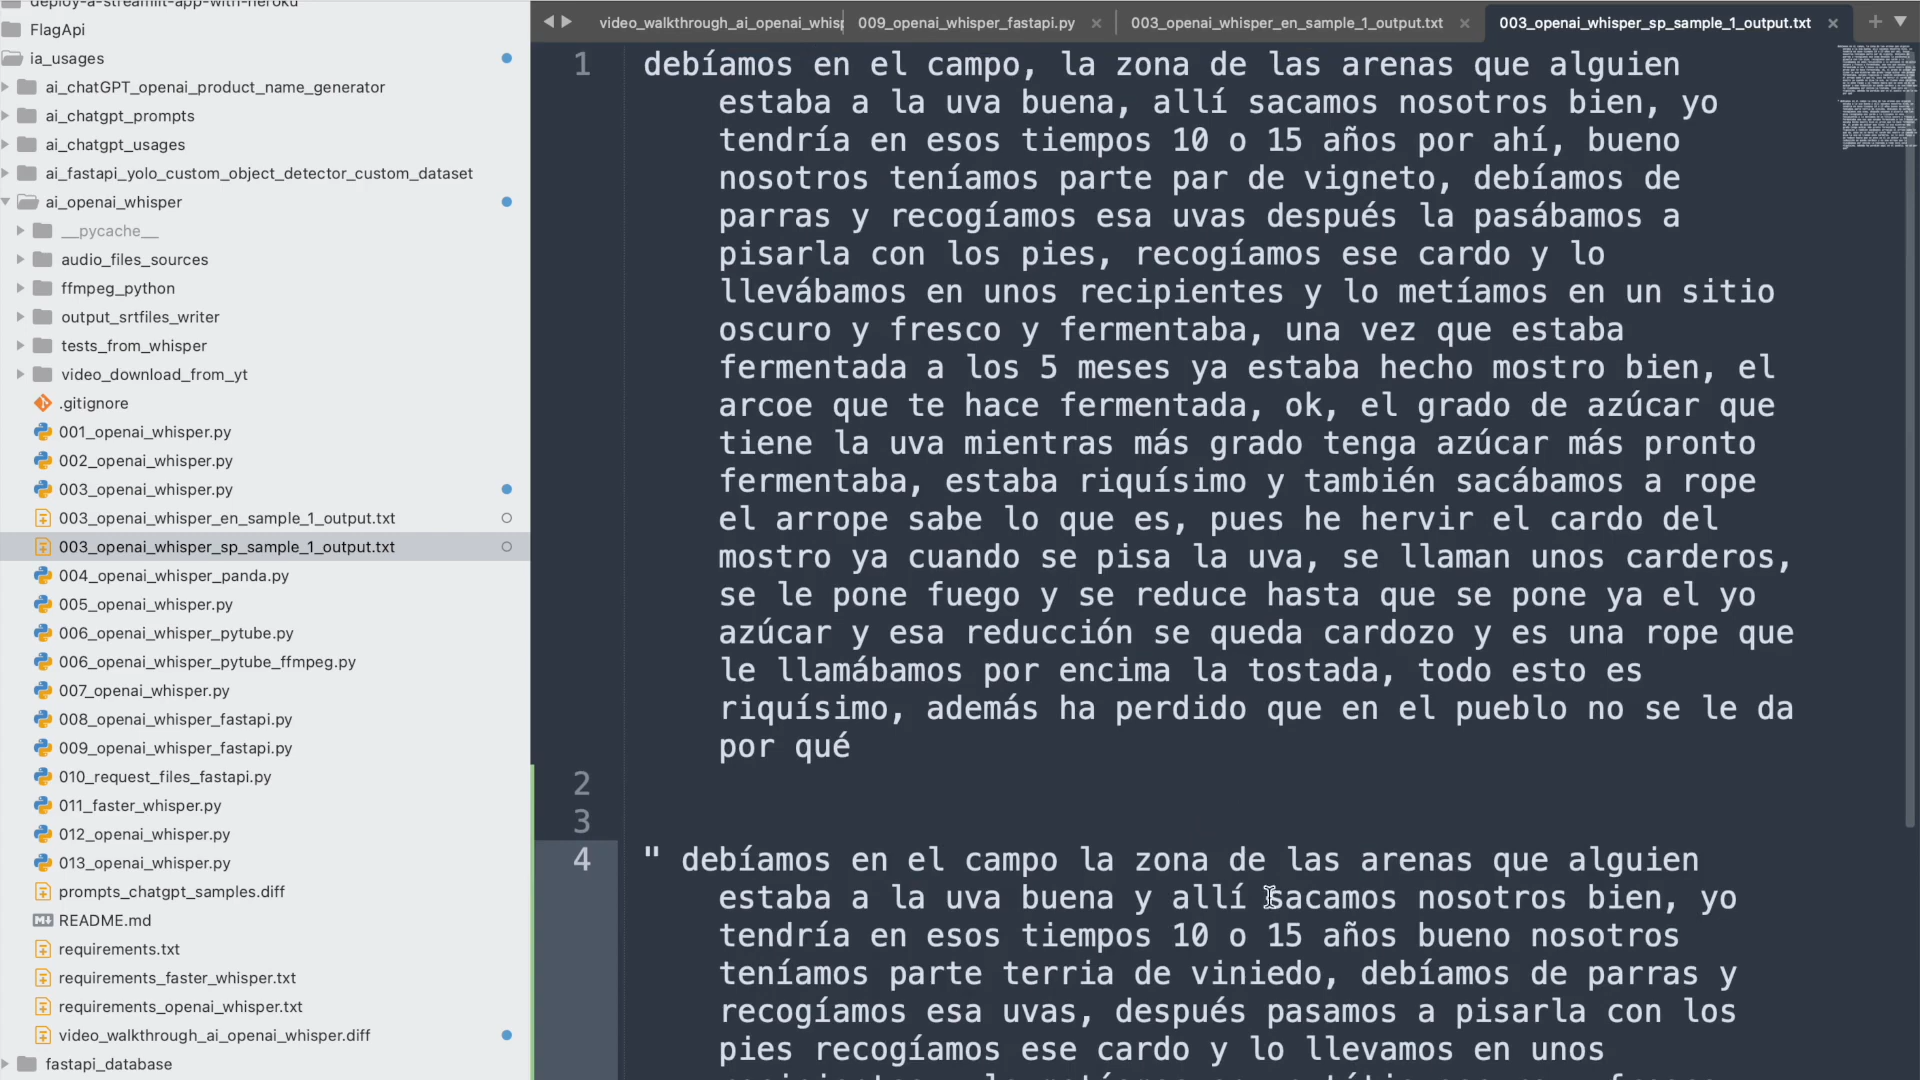 deploy-a-streamlit-app-with-heroku
FlagApi
ia_usages
ai_chatGPT_openai_product_name_generator
ai_chatgpt_prompts
ai_chatgpt_usages
ai_fastapi_yolo_custom_object_detector_custom_dataset
ai_openai_whisper
__pycache__
audio_files_sources
ffmpeg_python
output_srtfiles_writer
tests_from_whisper
video_download_from_yt
.gitignore
001_openai_whisper.py
002_openai_whisper.py
003_openai_whisper.py
003_openai_whisper_en_sample_1_output.txt
003_openai_whisper_sp_sample_1_output.txt
004_openai_whisper_panda.py
005_openai_whisper.py
006_openai_whisper_pytube.py
006_openai_whisper_pytube_ffmpeg.py
007_openai_whisper.py
008_openai_whisper_fastapi.py
009_openai_whisper_fastapi.py
010_request_files_fastapi.py
011_faster_whisper.py
012_openai_whisper.py
013_openai_whisper.py
prompts_chatgpt_samples.diff
README.md
requirements.txt
requirements_faster_whisper.txt
requirements_openai_whisper.txt
video_walkthrough_ai_openai_whisper.diff
fastapi_database
video_walkthrough_ai_openai_whisp 009_openai_whisper_fastapi.py × 003_openai_whisper_en_sample_1_output.txt × 003_openai_whisper_sp_sample_1_output.txt × +
1 debíamos en el campo, la zona de las arenas que alguien
estaba a la uva buena, allí sacamos nosotros bien, yo
tendría en esos tiempos 10 o 15 años por ahí, bueno
nosotros teníamos parte par de vigneto, debíamos de
parras y recogíamos esa uvas después la pasábamos a
pisarla con los pies, recogíamos ese cardo y lo
llevábamos en unos recipientes y lo metíamos en un sitio
oscuro y fresco y fermentaba, una vez que estaba
fermentada a los 5 meses ya estaba hecho mostro bien, el
arcoe que te hace fermentada, ok, el grado de azúcar que
tiene la uva mientras más grado tenga azúcar más pronto
fermentaba, estaba riquísimo y también sacábamos a rope
el arrope sabe lo que es, pues he hervir el cardo del
mostro ya cuando se pisa la uva, se llaman unos carderos,
se le pone fuego y se reduce hasta que se pone ya el yo
azúcar y esa reducción se queda cardozo y es una rope que
le llamábamos por encima la tostada, todo esto es
riquísimo, además ha perdido que en el pueblo no se le da
por qué
2
3
4 " debíamos en el campo la zona de las arenas que alguien
estaba a la uva buena y allí sacamos nosotros bien, yo
tendría en esos tiempos 10 o 15 años bueno nosotros
teníamos parte terria de viniedo, debíamos de parras y
recogíamos esa uvas, después pasamos a pisarla con los
pies recogíamos ese cardo y lo llevamos en unos